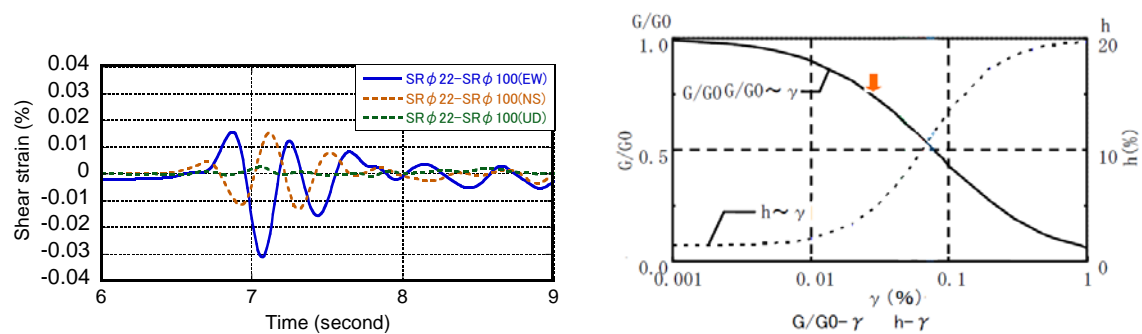 0.04
0.03
0.02
0.01
0
-0.01
-0.02
-0.03
-0.04
Shear strain (%)
SRφ22-SRφ100(EW)
SRφ22-SRφ100(NS)
SRφ22-SRφ100(UD)
6 7 8 9
Time (second)
G/G0
h
1.0
0.5
0.0
G/G0
G/G0 G/G0~γ
h~γ
20
10
0
h(%)
0.001 0.01 0.1 1
γ(%)
G/G0-γ h-γ